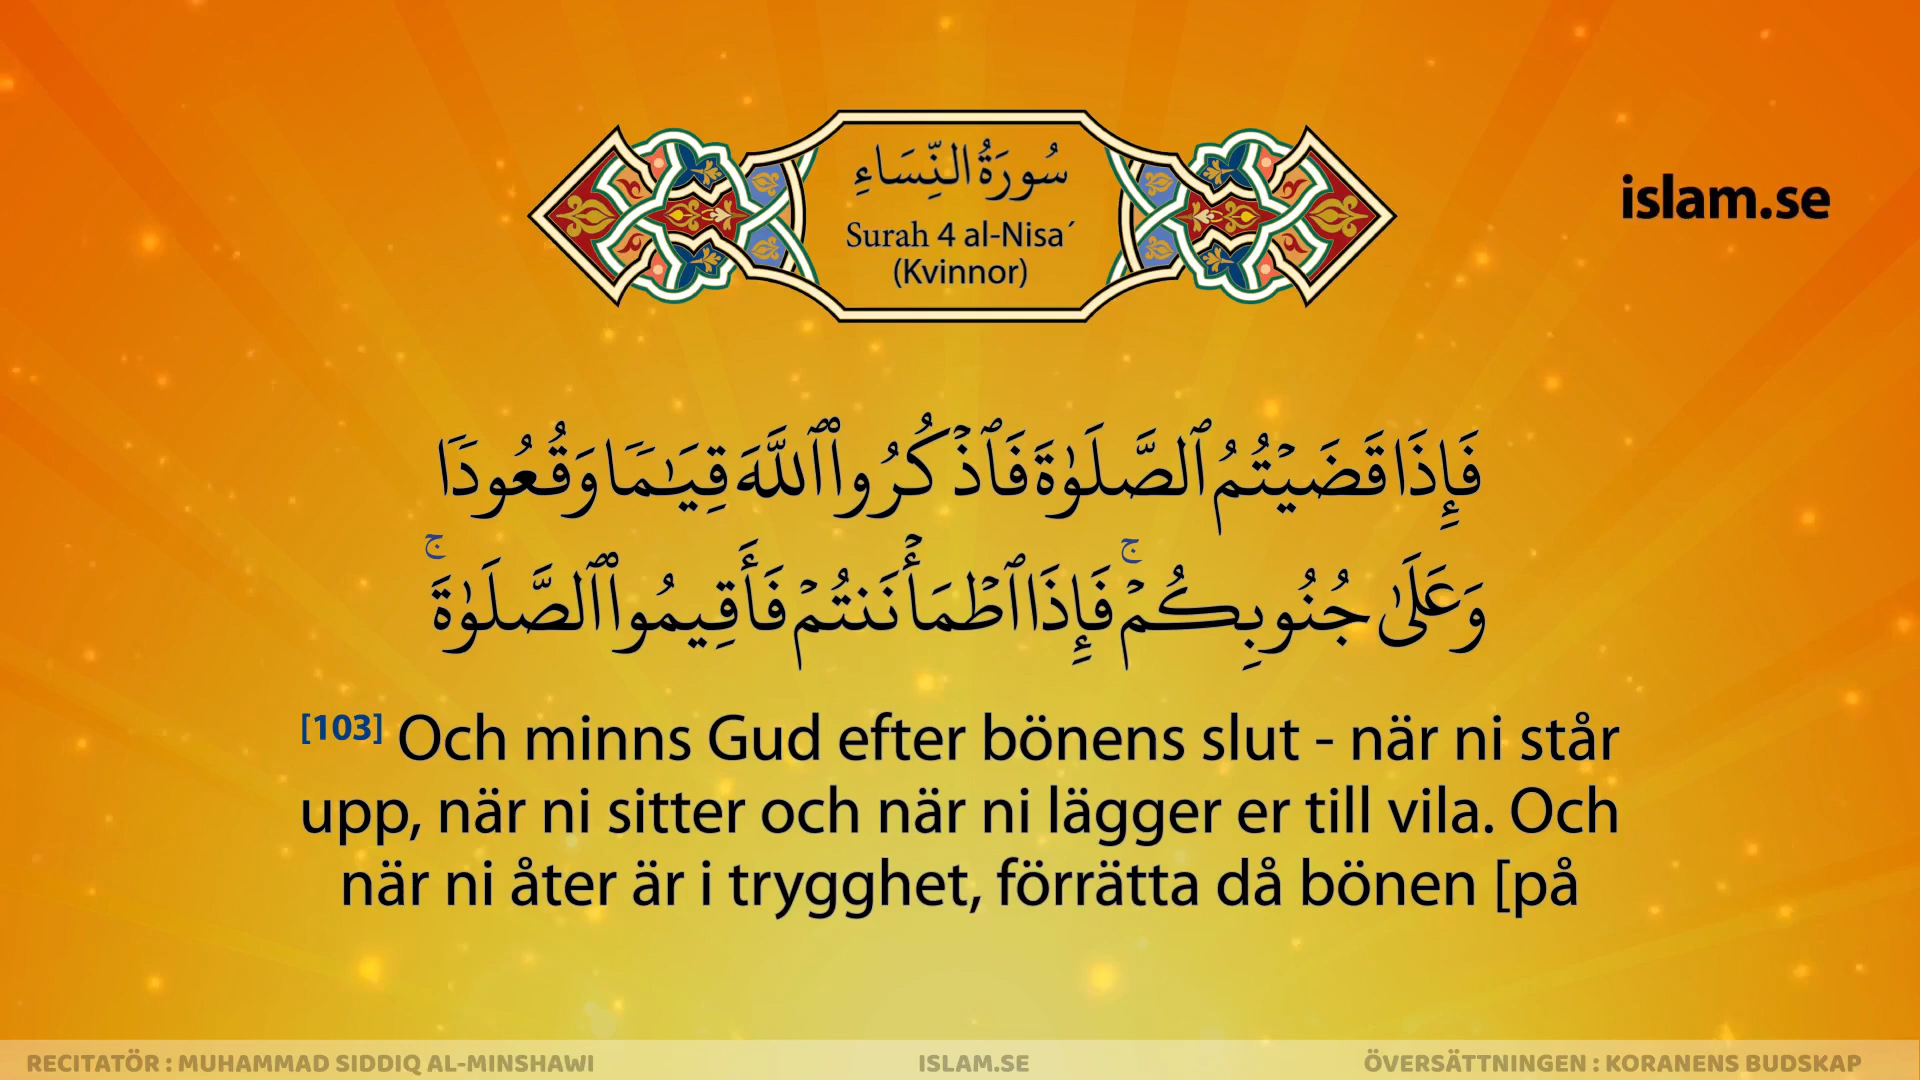 سُورَةُ النِّسَاءِ
Surah 4 al-Nisa´
(Kvinnor)
islam.se
فَإِذَا قَضَيۡتُمُ ٱلصَّلَوٰةَ فَٱذۡكُرُواْ ٱللَّهَ قِيَٰمٗا وَقُعُودٗا
وَعَلَىٰ جُنُوبِكُمۡۚ فَإِذَا ٱطۡمَأۡنَنتُمۡ فَأَقِيمُواْ ٱلصَّلَوٰةَۚ
[103] Och minns Gud efter bönens slut - när ni står
upp, när ni sitter och när ni lägger er till vila. Och
när ni åter är i trygghet, förrätta då bönen [på
RECITATÖR : MUHAMMAD SIDDIQ AL-MINSHAWI ISLAM.SE ÖVERSÄTTNINGEN : KORANENS BUDSKAP